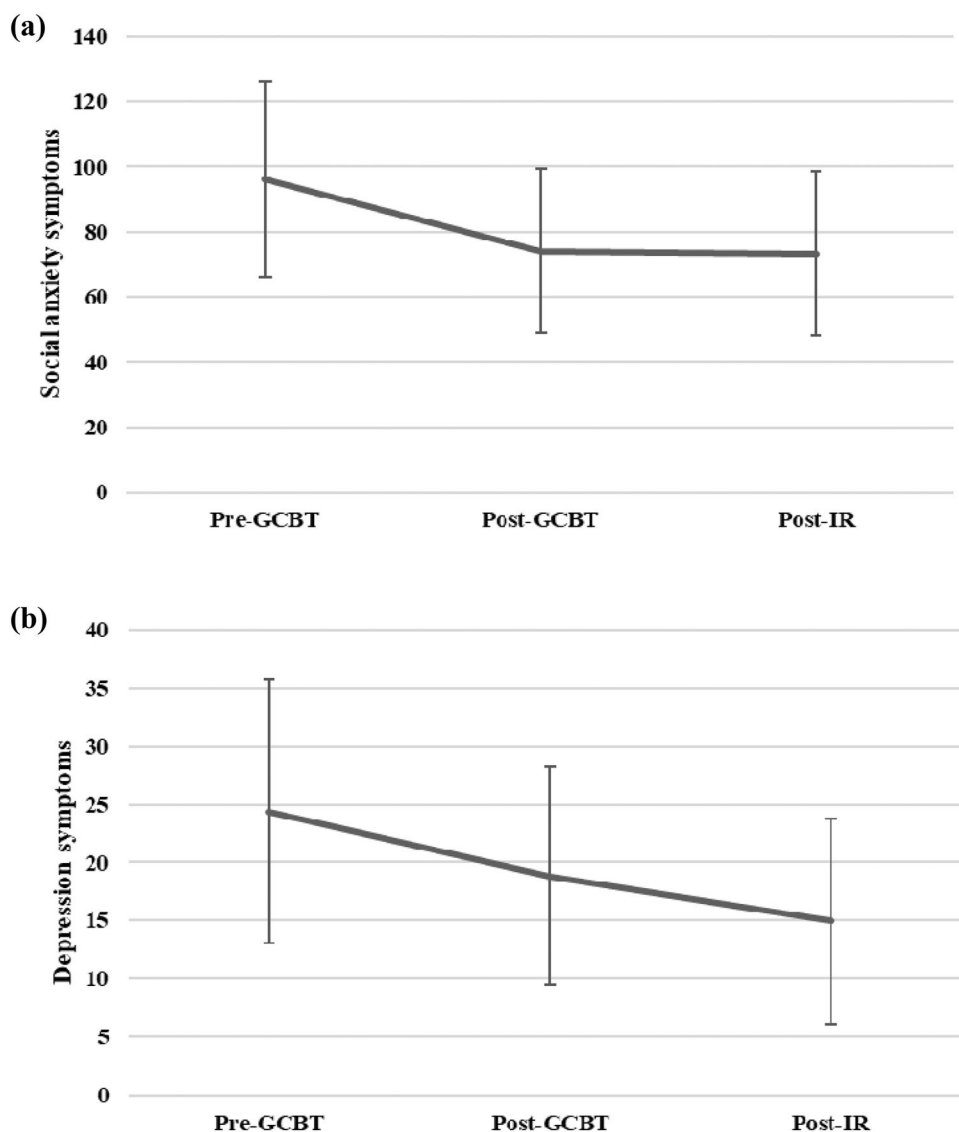 (a)
140
120
100
80
60
40
20
0
Social anxiety symptoms
Pre-GCBT Post-GCBT Post-IR
(b)
40
35
30
25
20
15
10
5
0
Depression symptoms
Pre-GCBT Post-GCBT Post-IR